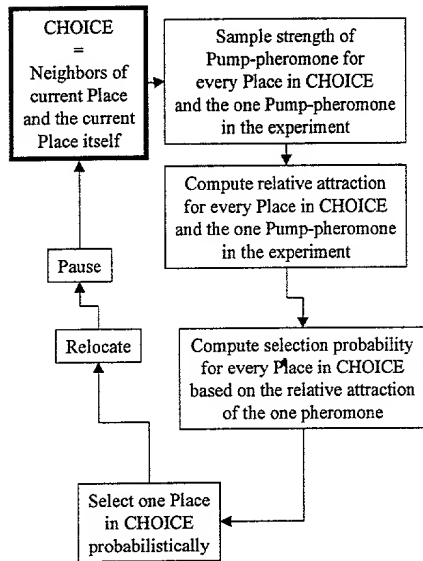 CHOICE
=
Neighbors of
current Place
and the current
Place itself
Sample strength of
Pump-pheromone for
every Place in CHOICE
and the one Pump-pheromone
in the experiment
Compute relative attraction
for every Place in CHOICE
and the one Pump-pheromone
in the experiment
Compute selection probability
for every Place in CHOICE
based on the relative attraction
of the one pheromone
Select one Place
in CHOICE
probabilistically
Relocate
Pause